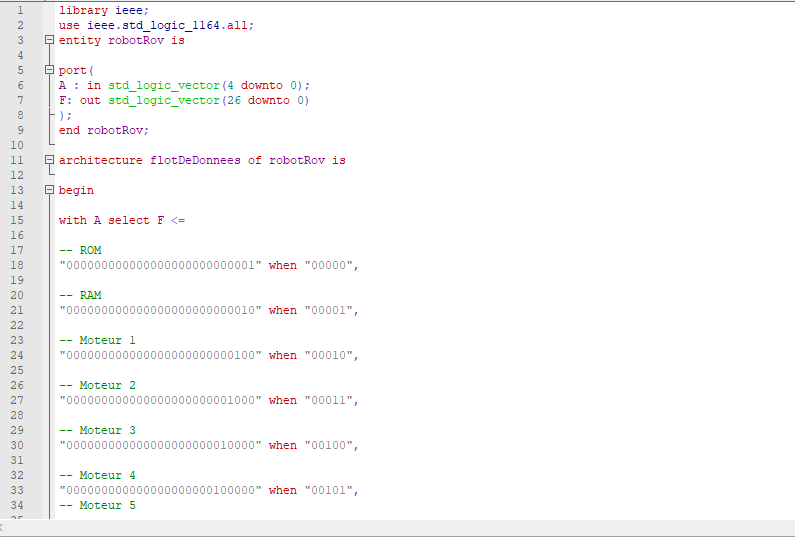 1 library ieee;
2 use ieee.std_logic_1164.all;
3 entity robotRov is
4
5 port(
6 A : in std_logic_vector(4 downto 0);
7 F: out std_logic_vector(26 downto 0)
8 );
9 end robotRov;
10
11 architecture flotDeDonnees of robotRov is
12
13 begin
14
15 with A select F <=
16
17 -- ROM
18 "000000000000000000000000001" when "00000",
19
20 -- RAM
21 "000000000000000000000000010" when "00001",
22
23 -- Moteur 1
24 "000000000000000000000000100" when "00010",
25
26 -- Moteur 2
27 "000000000000000000000001000" when "00011",
28
29 -- Moteur 3
30 "000000000000000000000010000" when "00100",
31
32 -- Moteur 4
33 "000000000000000000000100000" when "00101",
34 -- Moteur 5